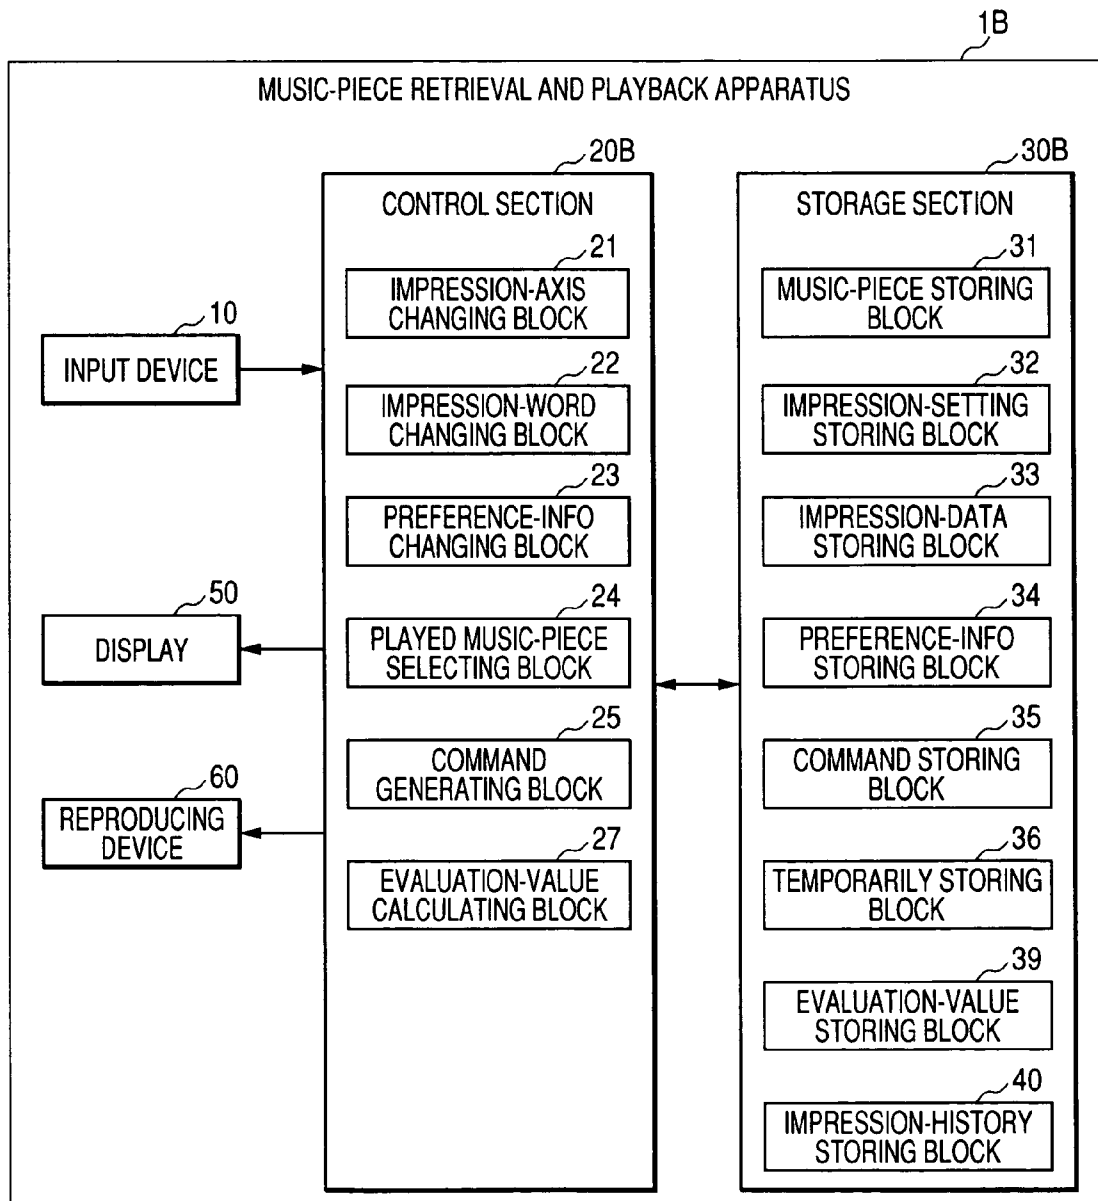 1B
MUSIC-PIECE RETRIEVAL AND PLAYBACK APPARATUS
10
INPUT DEVICE
50
DISPLAY
60
REPRODUCING
DEVICE
20B
CONTROL SECTION
21
IMPRESSION-AXIS
CHANGING BLOCK
22
IMPRESSION-WORD
CHANGING BLOCK
23
PREFERENCE-INFO
CHANGING BLOCK
24
PLAYED MUSIC-PIECE
SELECTING BLOCK
25
COMMAND
GENERATING BLOCK
27
EVALUATION-VALUE
CALCULATING BLOCK
30B
STORAGE SECTION
31
MUSIC-PIECE STORING
BLOCK
32
IMPRESSION-SETTING
STORING BLOCK
33
IMPRESSION-DATA
STORING BLOCK
34
PREFERENCE-INFO
STORING BLOCK
35
COMMAND STORING
BLOCK
36
TEMPORARILY STORING
BLOCK
39
EVALUATION-VALUE
STORING BLOCK
40
IMPRESSION-HISTORY
STORING BLOCK